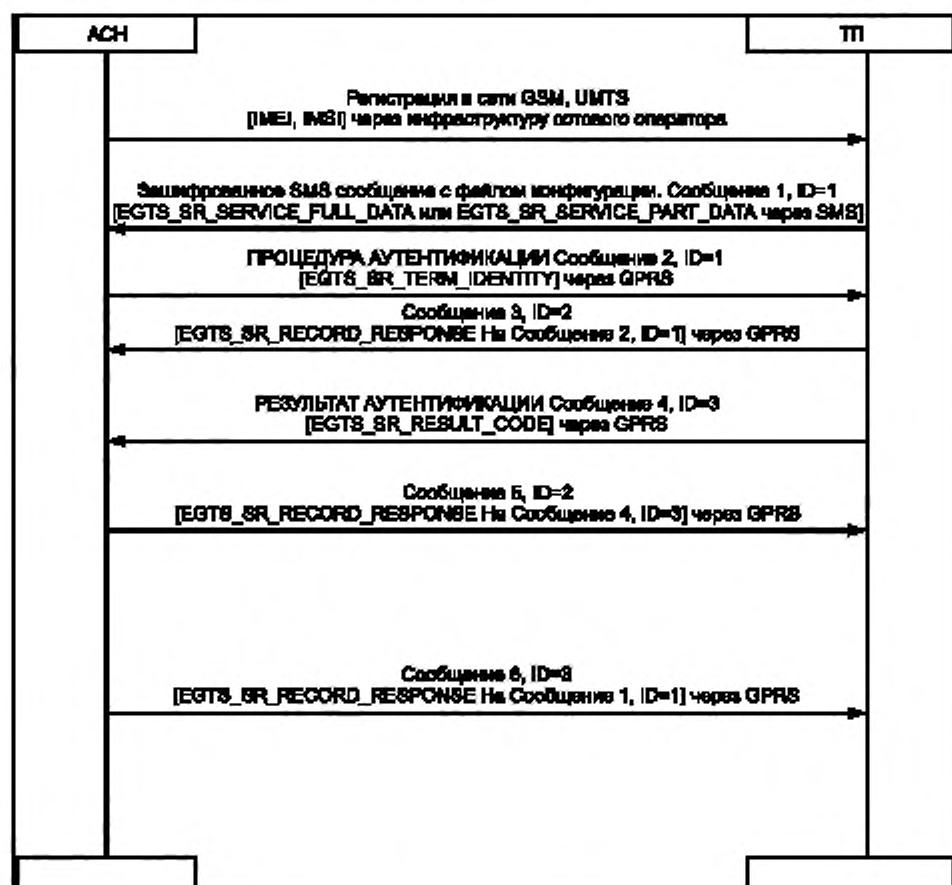 АСН
ТП
Регистрация в сети GSM, UMTS
[IMEI, IMSI] через инфраструктуру сотового оператора
Зашифрованное SMS сообщение с файлом конфигурации. Сообщение 1, ID=1
[EGTS_SR_SERVICE_FULL_DATA или EGTS_SR_SERVICE_PART_DATA через SMS]
ПРОЦЕДУРА АУТЕНТИФИКАЦИИ Сообщение 2, ID=1
[EGTS_SR_TERM_IDENTITY] через GPRS
Сообщение 3, ID=2
[EGTS_SR_RECORD_RESPONSE На Сообщение 2, ID=1] через GPRS
РЕЗУЛЬТАТ АУТЕНТИФИКАЦИИ Сообщение 4, ID=3
[EGTS_SR_RESULT_CODE] через GPRS
Сообщение 5, ID=2
[EGTS_SR_RECORD_RESPONSE На Сообщение 4, ID=3] через GPRS
Сообщение 6, ID=3
[EGTS_SR_RECORD_RESPONSE На Сообщение 1, ID=1] через GPRS